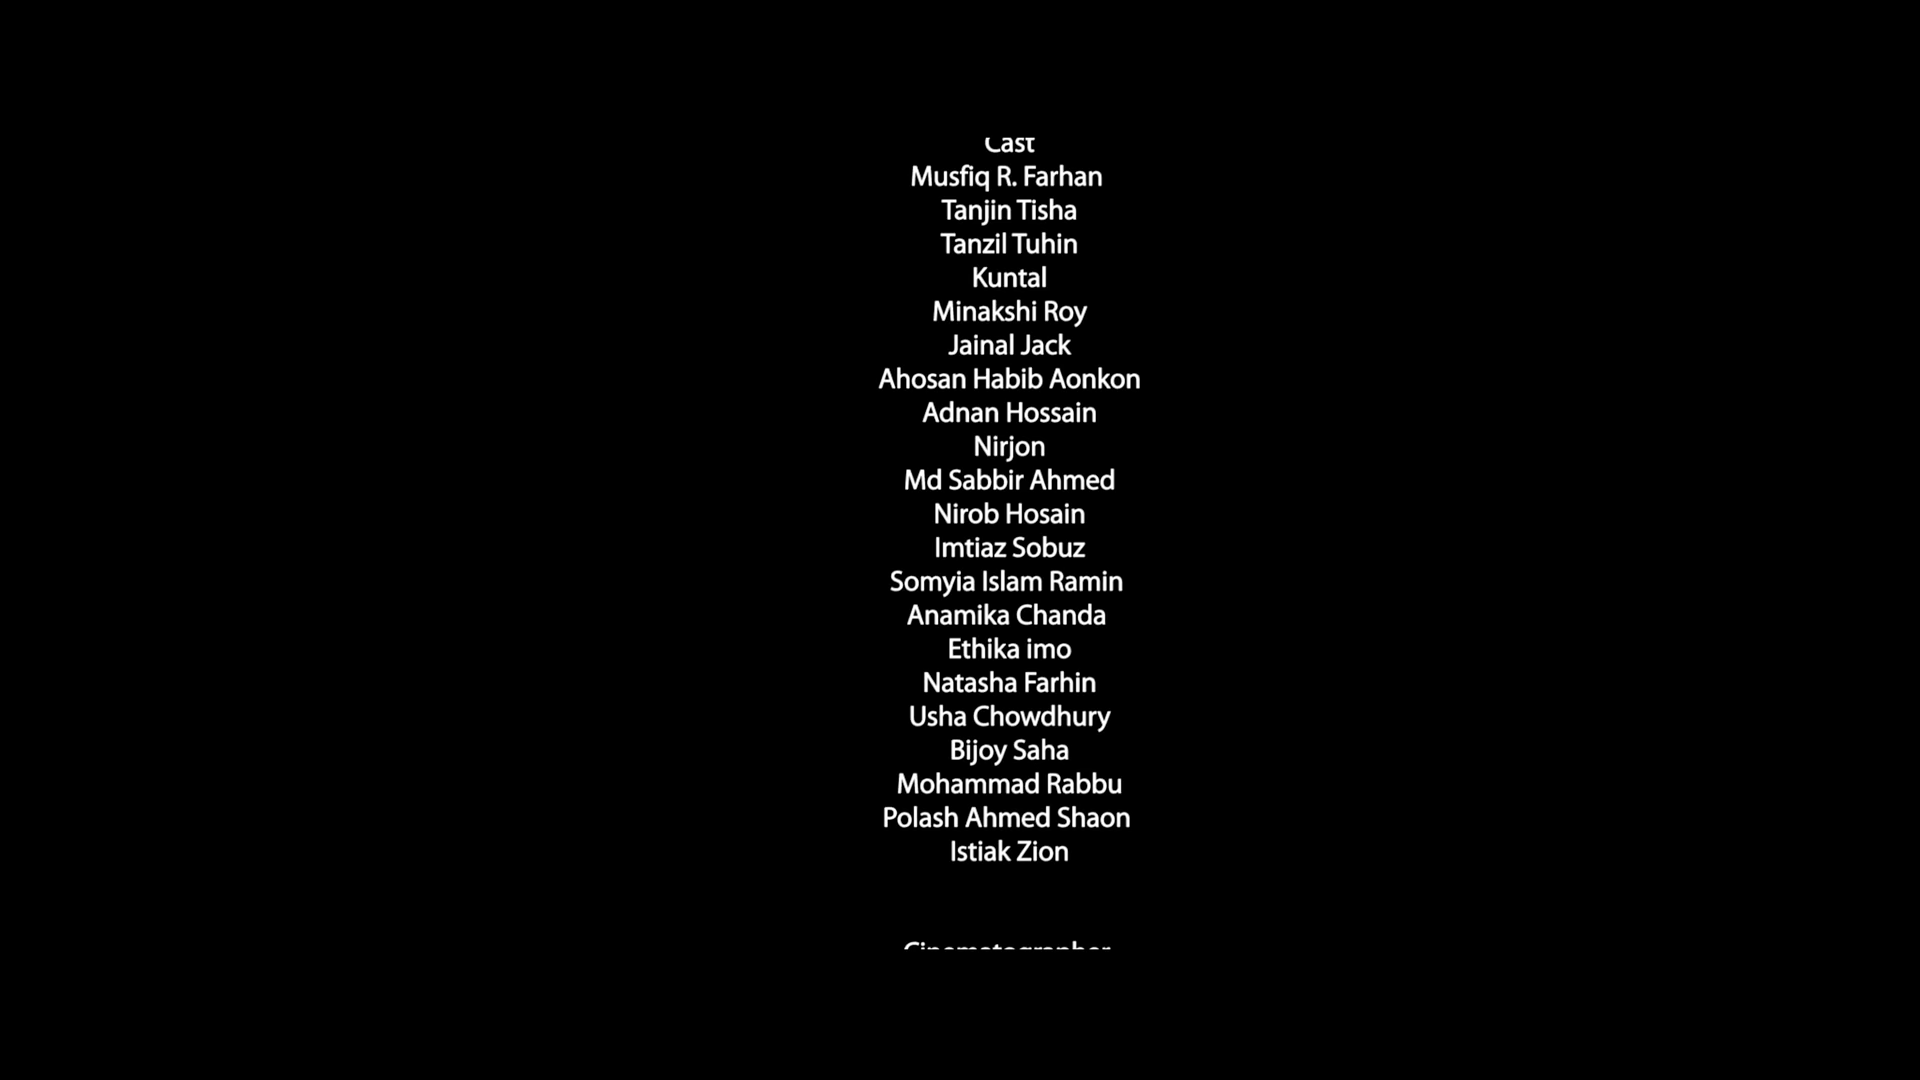 Cast
Musfiq R. Farhan
Tanjin Tisha
Tanzil Tuhin
Kuntal
Minakshi Roy
Jainal Jack
Ahosan Habib Aonkon
Adnan Hossain
Nirjon
Md Sabbir Ahmed
Nirob Hosain
Imtiaz Sobuz
Somyia Islam Ramin
Anamika Chanda
Ethika imo
Natasha Farhin
Usha Chowdhury
Bijoy Saha
Mohammad Rabbu
Polash Ahmed Shaon
Istiak Zion
Cinematographer